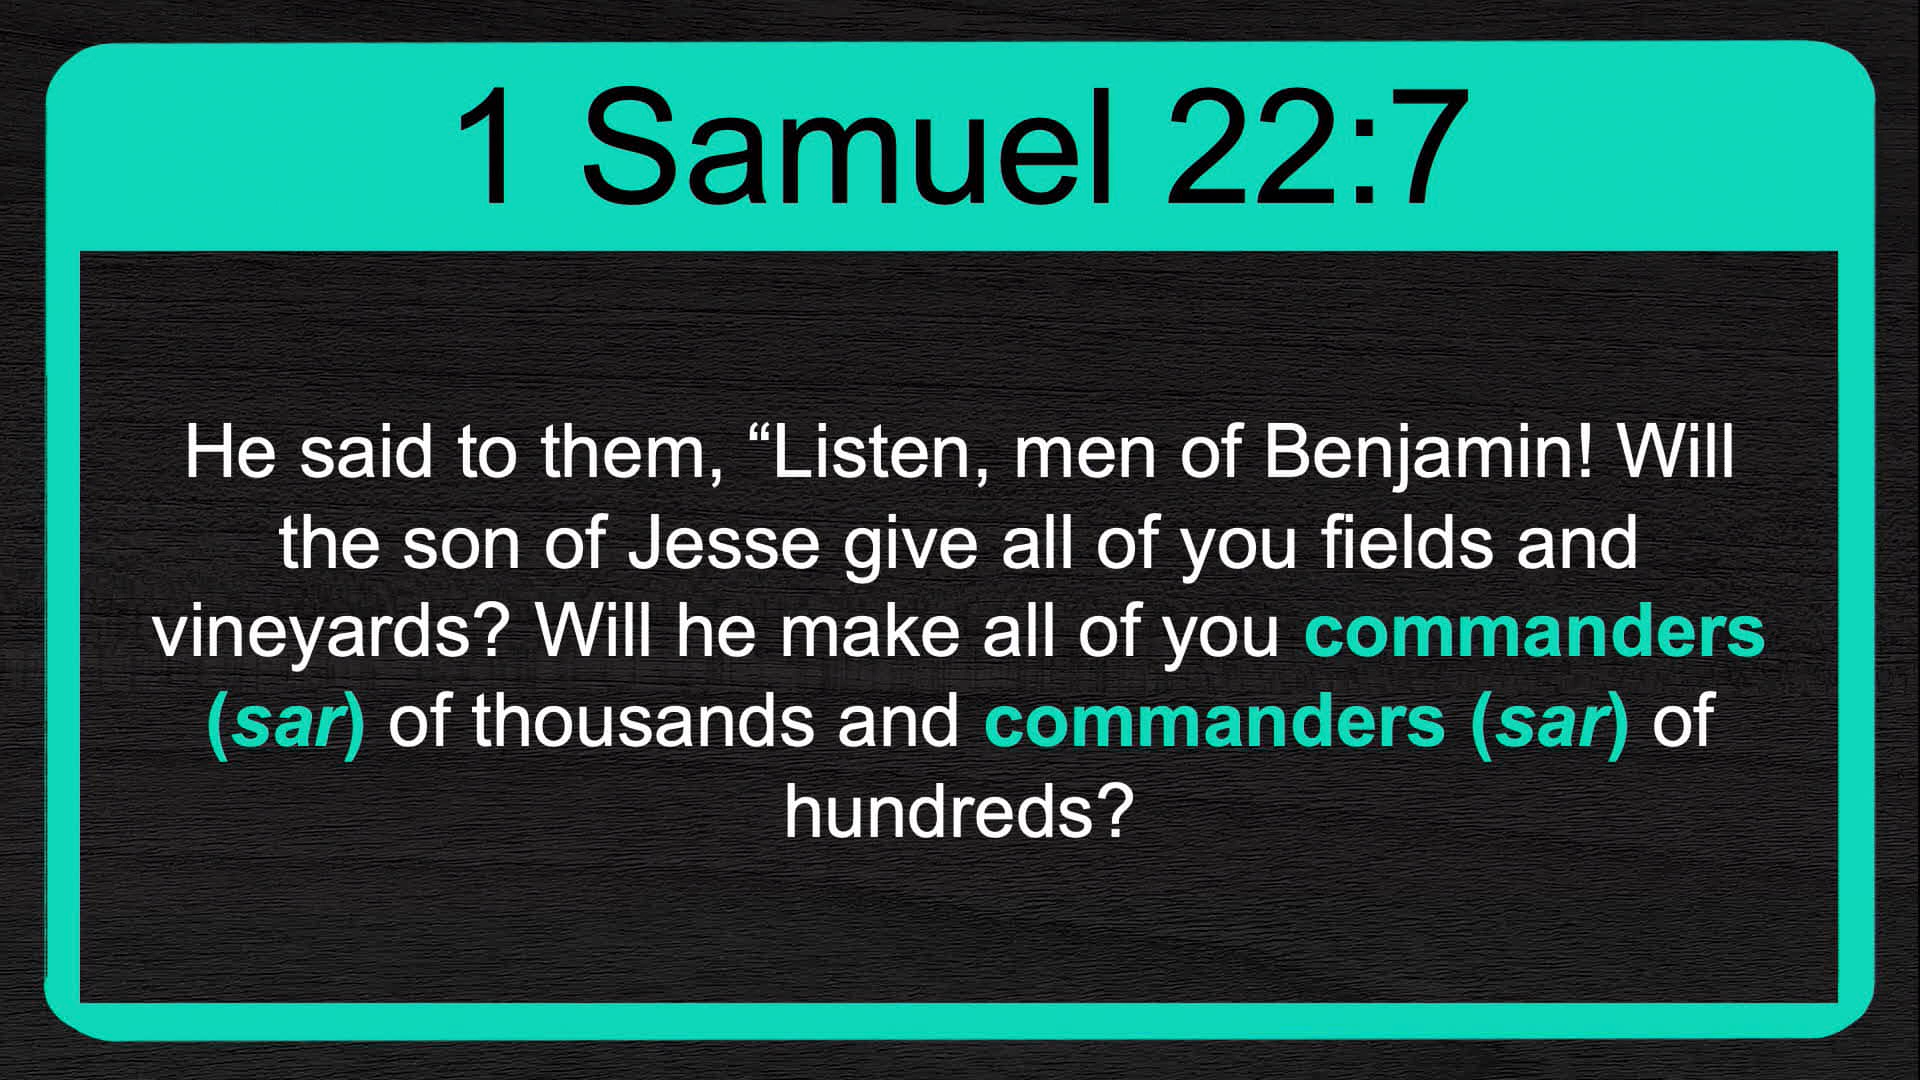 1 Samuel 22:7
He said to them, “Listen, men of Benjamin! Will
the son of Jesse give all of you fields and
vineyards? Will he make all of you commanders
(sar) of thousands and commanders (sar) of
hundreds?